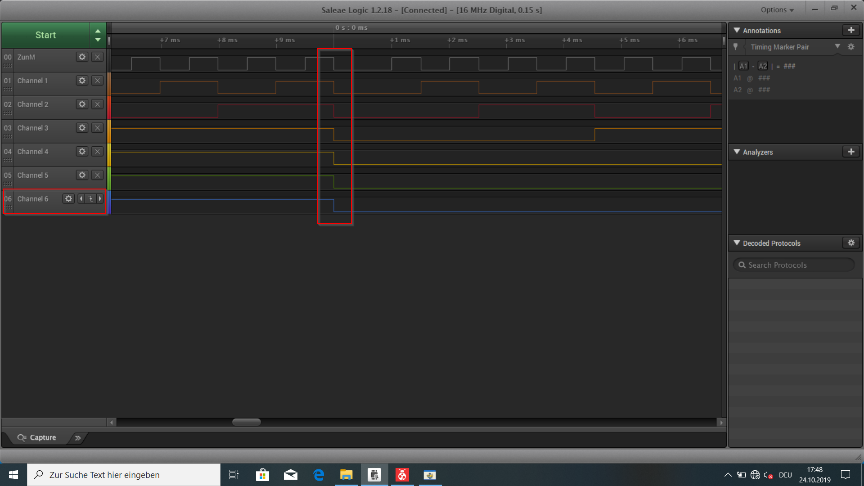 Saleae Logic 1.2.18 - [Connected] - [16 MHz Digital, 0.15 s]
Options
Start
0 s : 0 ms
+7 ms +8 ms +9 ms +1 ms +2 ms +3 ms +4 ms +5 ms +6 ms
00 ZunM
01 Channel 1
02 Channel 2
03 Channel 3
04 Channel 4
05 Channel 5
06 Channel 6
Annotations
Timing Marker Pair
| A1 - A2 | = ###
A1 @ ###
A2 @ ###
Analyzers
Decoded Protocols
Search Protocols
Capture
Zur Suche Text hier eingeben
DCU
17:48
24.10.2019